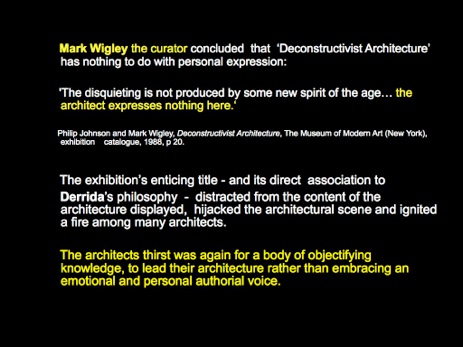 Mark Wigley the curator concluded that ‘Deconstructivist Architecture’
has nothing to do with personal expression:
'The disquieting is not produced by some new spirit of the age… the
architect expresses nothing here.'
Philip Johnson and Mark Wigley, Deconstructivist Architecture, The Museum of Modern Art (New York),
exhibition catalogue, 1988, p 20.
The exhibition’s enticing title - and its direct association to
Derrida’s philosophy - distracted from the content of the
architecture displayed, hijacked the architectural scene and ignited
a fire among many architects.
The architects thirst was again for a body of objectifying
knowledge, to lead their architecture rather than embracing an
emotional and personal authorial voice.